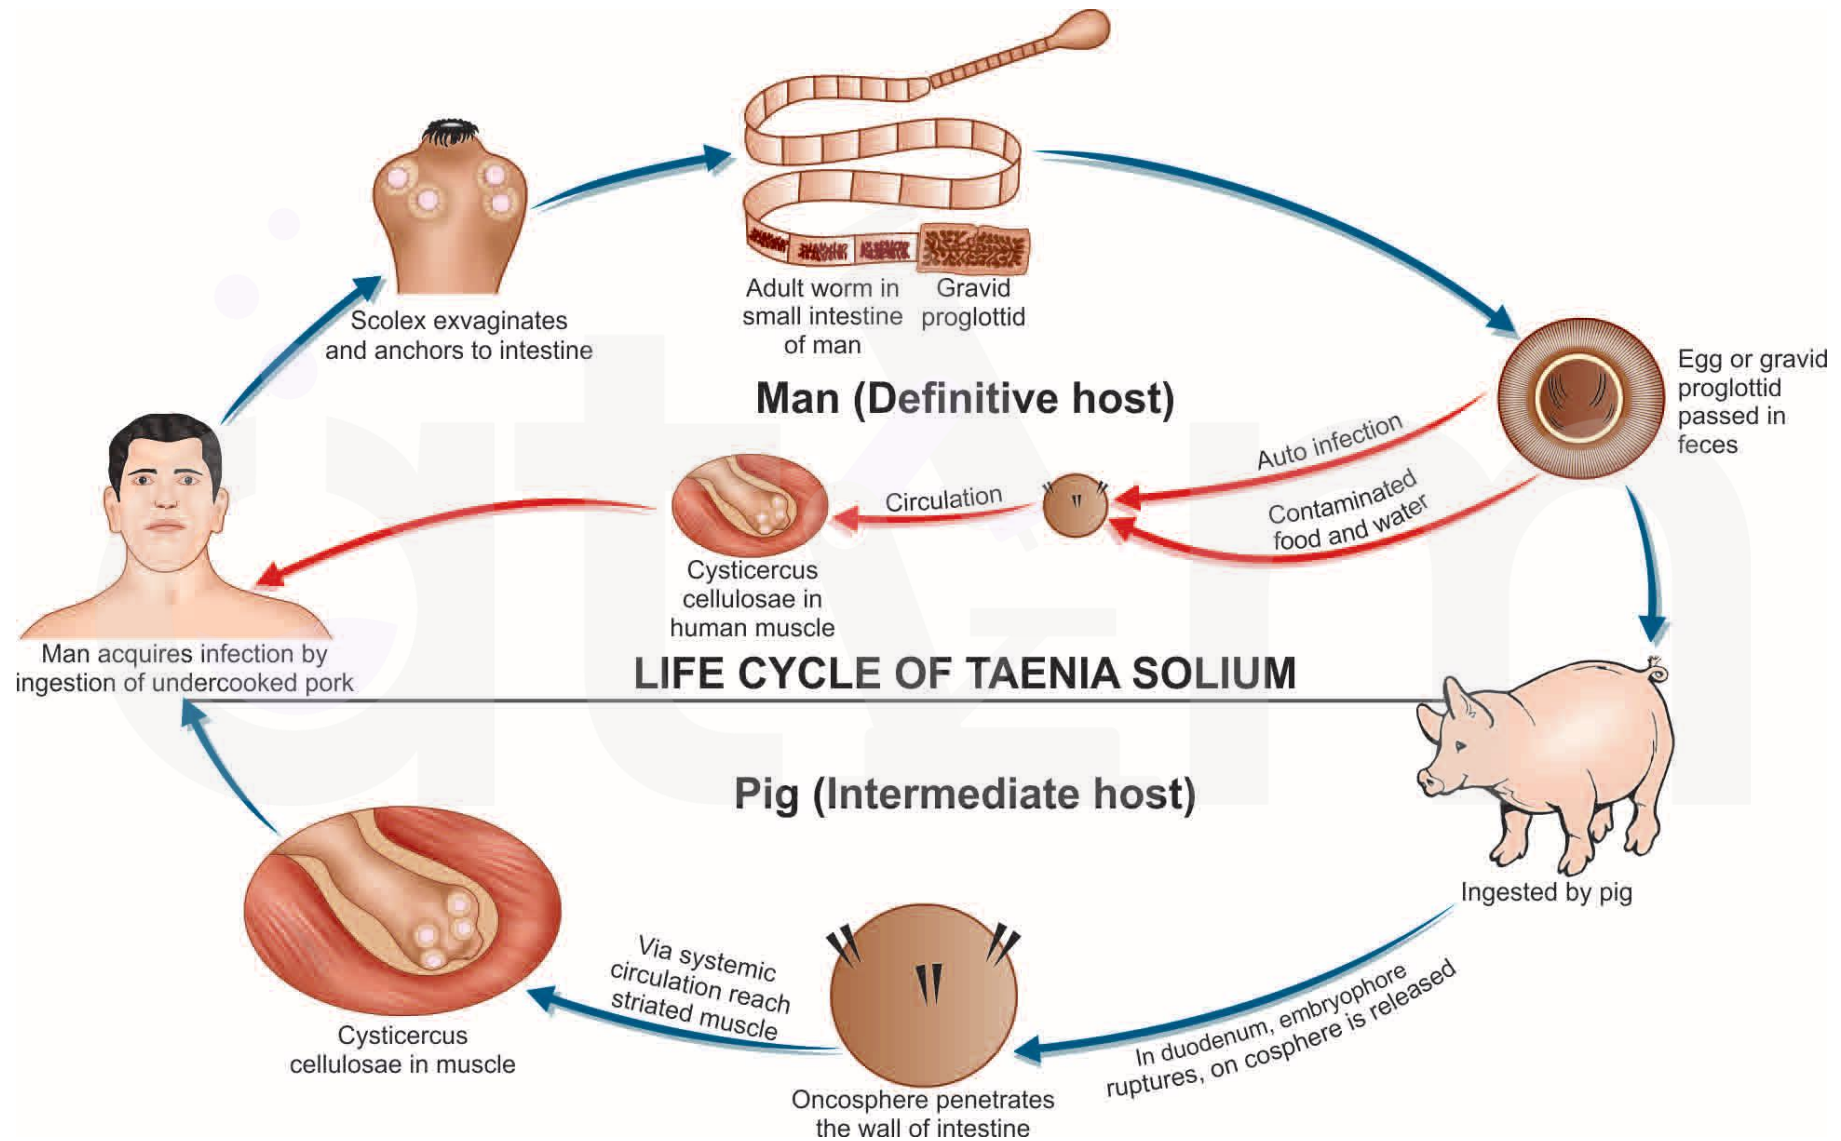 Scolex exvaginates
and anchors to intestine
Adult worm in
small intestine
of man
Gravid
proglottid
Egg or gravid
proglottid
passed in
feces
Man (Definitive host)
Auto infection
Contaminated
food and water
Circulation
Cysticercus
cellulosae in
human muscle
Man acquires infection by
ingestion of undercooked pork
LIFE CYCLE OF TAENIA SOLIUM
Pig (Intermediate host)
Ingested by pig
In duodenum, embryophore
ruptures, on cosphere is released
Oncosphere penetrates
the wall of intestine
Via systemic
circulation reach
striated muscle
Cysticercus
cellulosae in muscle